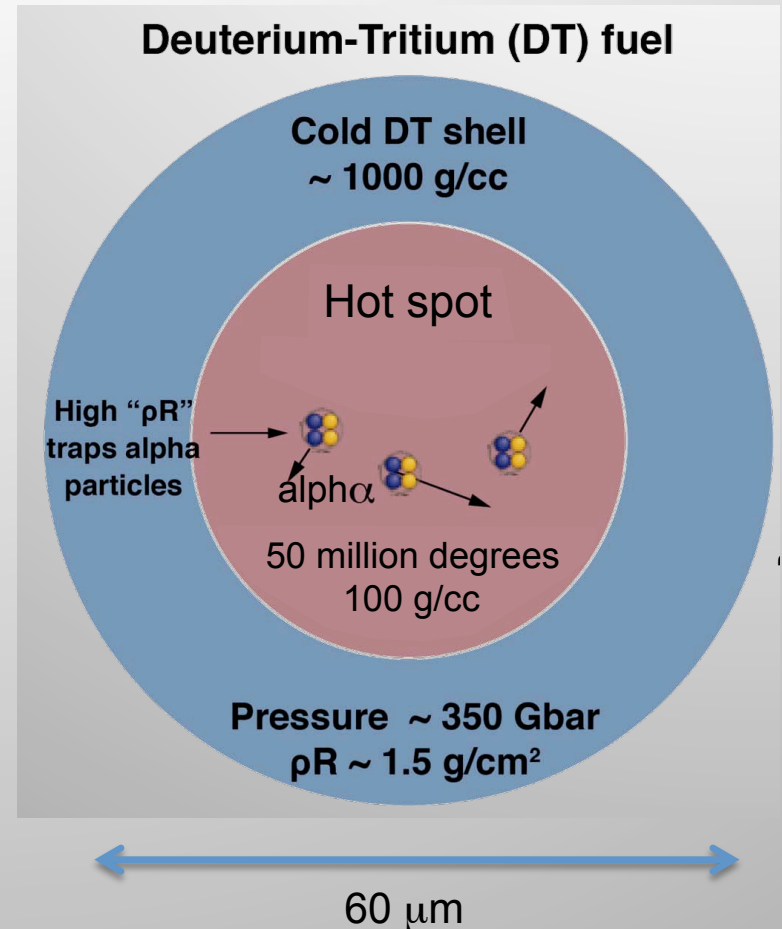 Deuterium-Tritium (DT) fuel
Cold DT shell
~ 1000 g/cc
Hot spot
High “ρR”
traps alpha
particles
alphα
50 million degrees
100 g/cc
Pressure ~ 350 Gbar
ρR ~ 1.5 g/cm²
60 μm